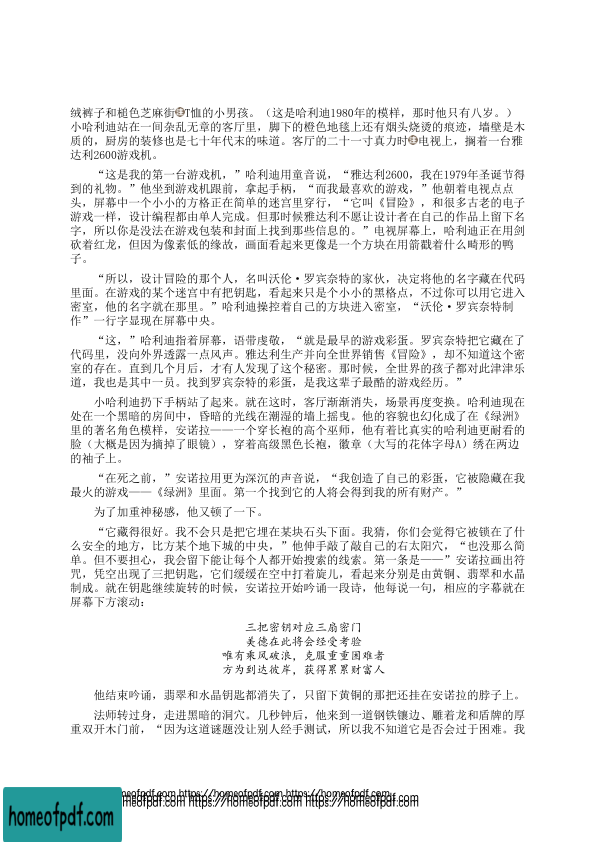 绒裤子和槌色芝麻街注T恤的小男孩。（这是哈利迪1980年的模样，那时他只有八岁。）
小哈利迪站在一间杂乱无章的客厅里，脚下的橙色地毯上还有烟头烧烫的痕迹，墙壁是木
质的，厨房的装修也是七十年代末的味道。客厅的二十一寸真力时注电视上，搁着一台雅
达利2600游戏机。
“这是我的第一台游戏机，”哈利迪用童音说，“雅达利2600，我在1979年圣诞节得
到的礼物。”他坐到游戏机跟前，拿起手柄，“而我最喜欢的游戏，”他朝着电视点点
头，屏幕中一个小小的方格正在简单的迷宫里穿行，“它叫《冒险》，和很多古老的电子
游戏一样，设计编程都由单人完成。但那时候雅达利不愿让设计者在自己的作品上留下名
字，所以你是没法在游戏包装和封面上找到那些信息的。”电视屏幕上，哈利迪正在用剑
砍着红龙，但因为像素低的缘故，画面看起来更像是一个方块在用箭戳着什么畸形的鸭
子。
“所以，设计冒险的那个人，名叫沃伦·罗宾奈特的家伙，决定将他的名字藏在代码
里面。在游戏的某个迷宫中有把钥匙，看起来只是个小小的黑格点，不过你可以用它进入
密室，他的名字就在那里。”哈利迪操控着自己的方块进入密室，“沃伦·罗宾奈特制
作”一行字显现在屏幕中央。
“这，”哈利迪指着屏幕，语带虔敬，“就是最早的游戏彩蛋。罗宾奈特把它藏在了
代码里，没向外界透露一点风声。雅达利生产并向全世界销售《冒险》，却不知道这个密
室的存在。直到几个月后，才有人发现了这个秘密。那时候，全世界的孩子都对此津津乐
道，我也是其中一员。找到罗宾奈特的彩蛋，是我这辈子最酷的游戏经历。”
小哈利迪扔下手柄站了起来。就在这时，客厅渐渐消失，场景再度变换。哈利迪现在
处在一个黑暗的房间中，昏暗的光线在潮湿的墙上摇曳。他的容貌也幻化成了在《绿洲》
里的著名角色模样，安诺拉——一个穿长袍的高个巫师，他有着比真实的哈利迪更耐看的
脸（大概是因为摘掉了眼镜），穿着高级黑色长袍，徽章（大写的花体字母A）绣在两边
的袖子上。
“在死之前，”安诺拉用更为深沉的声音说，“我创造了自己的彩蛋，它被隐藏在我
最火的游戏——《绿洲》里面。第一个找到它的人将会得到我的所有财产。”
为了加重神秘感，他又顿了一下。
“它藏得很好。我不会只是把它埋在某块石头下面。我猜，你们会觉得它被锁在了什
么安全的地方，比方某个地下城的中央，”他伸手敲了敲自己的右太阳穴，“也没那么简
单。但不要担心，我会留下能让每个人都开始搜索的线索。第一条是——”安诺拉画出符
咒，凭空出现了三把钥匙，它们缓缓在空中打着旋儿，看起来分别是由黄铜、翡翠和水晶
制成。就在钥匙继续旋转的时候，安诺拉开始吟诵一段诗，他每说一句，相应的字幕就在
屏幕下方滚动：
三把密钥对应三扇密门
美德在此将会经受考验
唯有乘风破浪，克服重重困难者
方为到达彼岸，获得累累财富人
他结束吟诵，翡翠和水晶钥匙都消失了，只留下黄铜的那把还挂在安诺拉的脖子上。
法师转过身，走进黑暗的洞穴。几秒钟后，他来到一道钢铁镶边、雕着龙和盾牌的厚
重双开木门前，“因为这道谜题没让别人经手测试，所以我不知道它是否会过于困难。我
homeofpdf.com https://homeofpdf.com https://homeofpdf.com
homeofpdf.com https://homeofpdf.com https://homeofpdf.com
homeofpdf.com